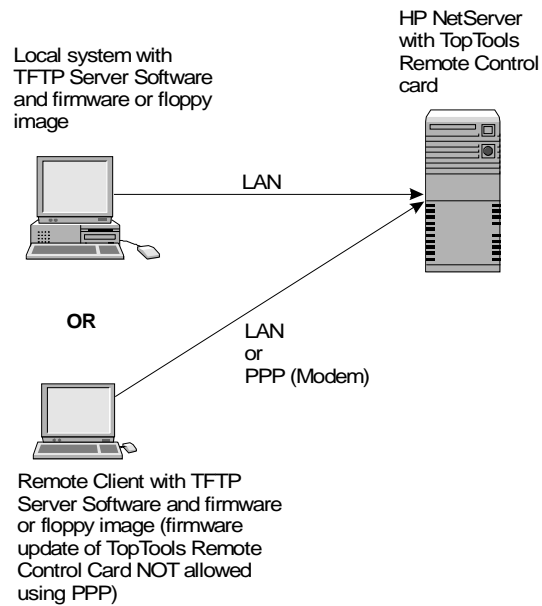 HP NetServer
with TopTools
Remote Control
card
Local system with
TFTP Server Software
and firmware or floppy
image
LAN
OR
LAN
or
PPP (Modem)
Remote Client with TFTP
Server Software and firmware
or floppy image (firmware
update of TopTools Remote
Control Card NOT allowed
using PPP)